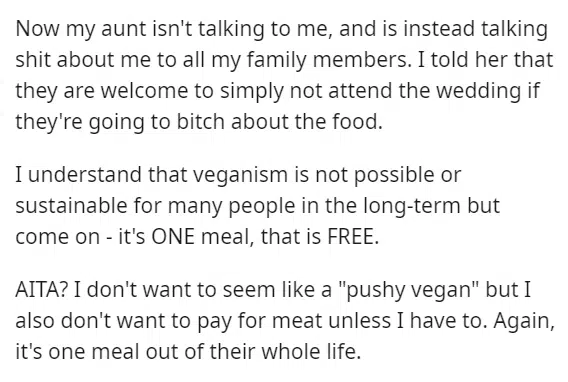 Now my aunt isn't talking to me, and is instead talking
shit about me to all my family members. I told her that
they are welcome to simply not attend the wedding if
they're going to bitch about the food.
I understand that veganism is not possible or
sustainable for many people in the long-term but
come on - it's ONE meal, that is FREE.
AITA? I don't want to seem like a "pushy vegan" but I
also don't want to pay for meat unless I have to. Again,
it's one meal out of their whole life.